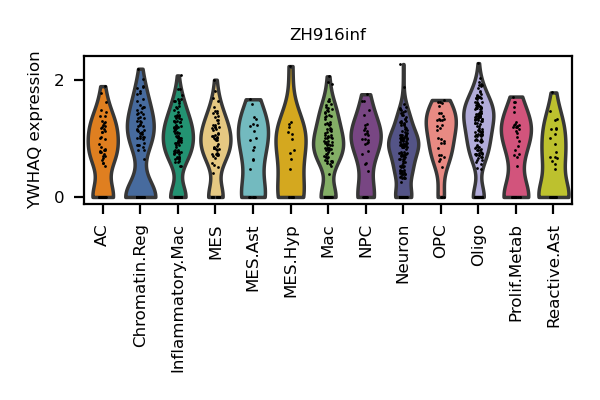 ZH916inf
YWHAQ expression
2
0
AC
Chromatin.Reg
Inflammatory.Mac
MES
MES.Ast
MES.Hyp
Mac
NPC
Neuron
OPC
Oligo
Prolif.Metab
Reactive.Ast